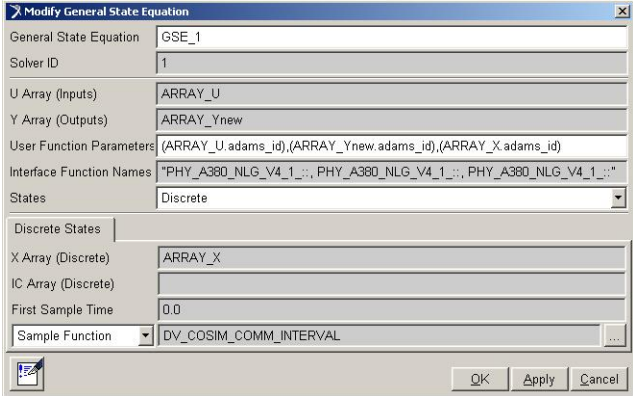 Modify General State Equation
General State Equation GSE_1
Solver ID 1
U Array (Inputs) ARRAY_U
Y Array (Outputs) ARRAY_Ynew
User Function Parameters (ARRAY_U.adams_id),(ARRAY_Ynew.adams_id),(ARRAY_X.adams_id)
Interface Function Names "PHY_A380_NLG_V4_1_::, PHY_A380_NLG_V4_1_::, PHY_A380_NLG_V4_1_::"
States Discrete
Discrete States
X Array (Discrete) ARRAY_X
IC Array (Discrete)
First Sample Time 0.0
Sample Function DV_COSIM_COMM_INTERVAL ...
OK Apply Cancel